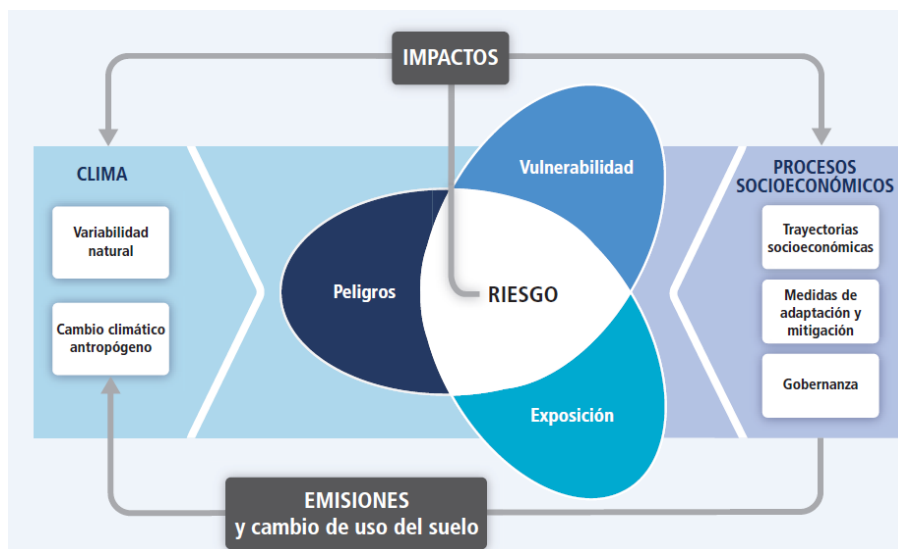 IMPACTOS
CLIMA
Variabilidad
natural
Cambio climático
antropógeno
Vulnerabilidad
Peligros
RIESGO
Exposición
PROCESOS
SOCIOECONÓMICOS
Trayectorias
socioeconómicas
Medidas de
adaptación y
mitigación
Gobernanza
EMISIONES
y cambio de uso del suelo